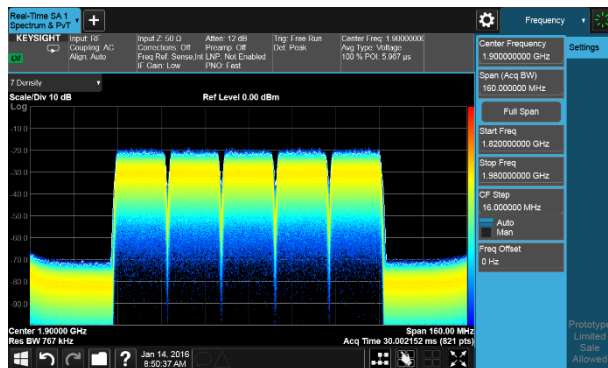 Real-Time SA 1
Spectrum & PvT
+
Frequency
KEYSIGHT
Input: RF
Coupling: AC
Align: Auto
Input Z: 50 Ω
Corrections: Off
Freq Ref: Sense,Int
IF Gain: Low
Atten: 12 dB
Preamp: Off
LNP: Not Enabled
PNO: Fast
Trig: Free Run
Det: Peak
Center Freq: 1.9000000
Avg Type: Voltage
100 % POI: 5.967 µs
7 Density
Scale/Div 10 dB
Ref Level 0.00 dBm
Log
-10.0
-20.0
-30.0
-40.0
-50.0
-60.0
-70.0
-80.0
-90.0
Center 1.90000 GHz
Res BW 767 kHz
Span 160.00 MHz
Acq Time 30.002152 ms (821 pts)
Center Frequency
1.900000000 GHz
Settings
Span (Acq BW)
160.000000 MHz
Full Span
Start Freq
1.820000000 GHz
Stop Freq
1.980000000 GHz
CF Step
16.000000 MHz
Auto
Man
Freq Offset
0 Hz
Prototype
Limited
Sale
Allowed
?
Jan 14, 2016
8:50:37 AM